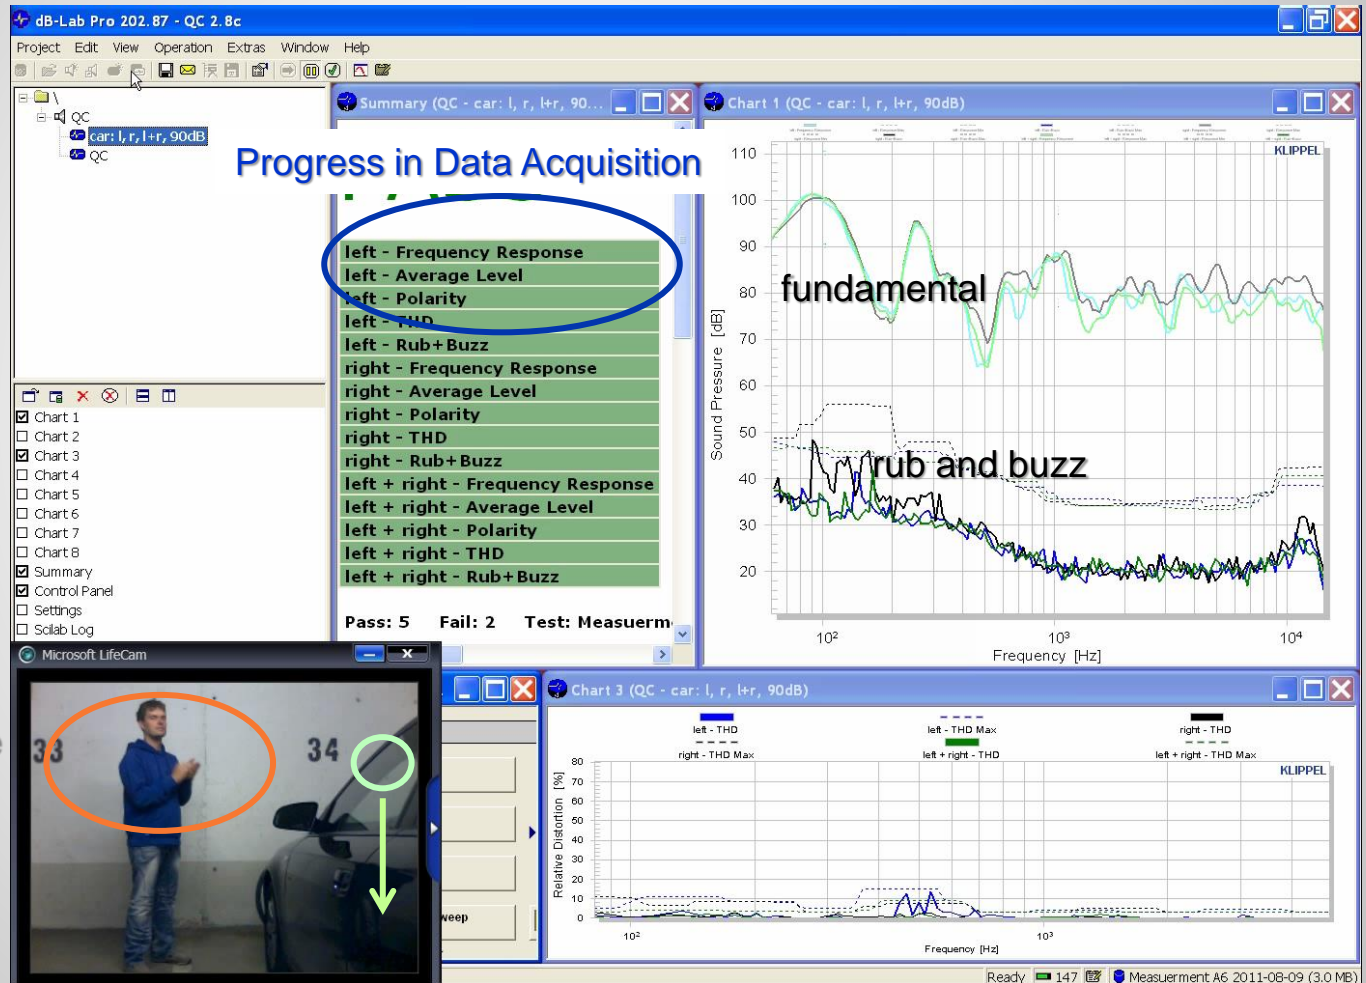 dB-Lab Pro 202.87 - QC 2.8c
Project Edit View Operation Extras Window Help
\
QC
car: l, r, l+r, 90dB
QC
Summary (QC - car: l, r, l+r, 90...
Progress in Data Acquisition
left - Frequency Response
left - Average Level
left - Polarity
left - THD
left - Rub+Buzz
right - Frequency Response
right - Average Level
right - Polarity
right - THD
right - Rub+Buzz
left + right - Frequency Response
left + right - Average Level
left + right - Polarity
left + right - THD
left + right - Rub+Buzz
Pass: 5 Fail: 2 Test: Measuerm
Chart 1 (QC - car: l, r, l+r, 90dB)
KLIPPEL
110
100
90
80
70
60
50
40
30
20
Sound Pressure [dB]
fundamental
rub and buzz
10²
10³
10⁴
Frequency [Hz]
Chart 1
Chart 2
Chart 3
Chart 4
Chart 5
Chart 6
Chart 7
Chart 8
Summary
Control Panel
Settings
Scilab Log
Microsoft LifeCam
33
34
weep
Chart 3 (QC - car: l, r, l+r, 90dB)
left - THD
left - THD Max
right - THD
right - THD Max
left + right - THD
left + right - THD Max
KLIPPEL
80
70
60
50
40
30
20
10
0
Relative Distortion [%]
10²
10³
Frequency [Hz]
Ready 147 Measuerment A6 2011-08-09 (3.0 MB)